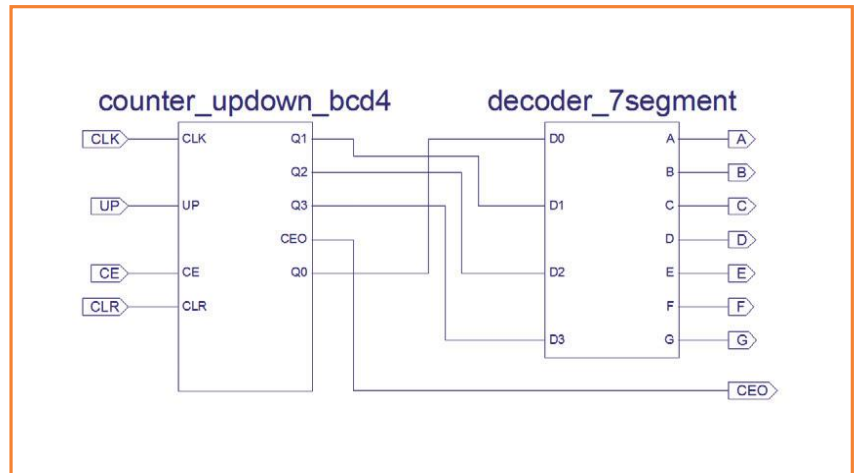 counter_updown_bcd4 decoder_7segment
CLK CLK Q1 D0 A A
Q2 B B
UP UP Q3 D1 C C
CEO D D
CE CE Q0 D2 E E
CLR CLR F F
D3 G G
CEO